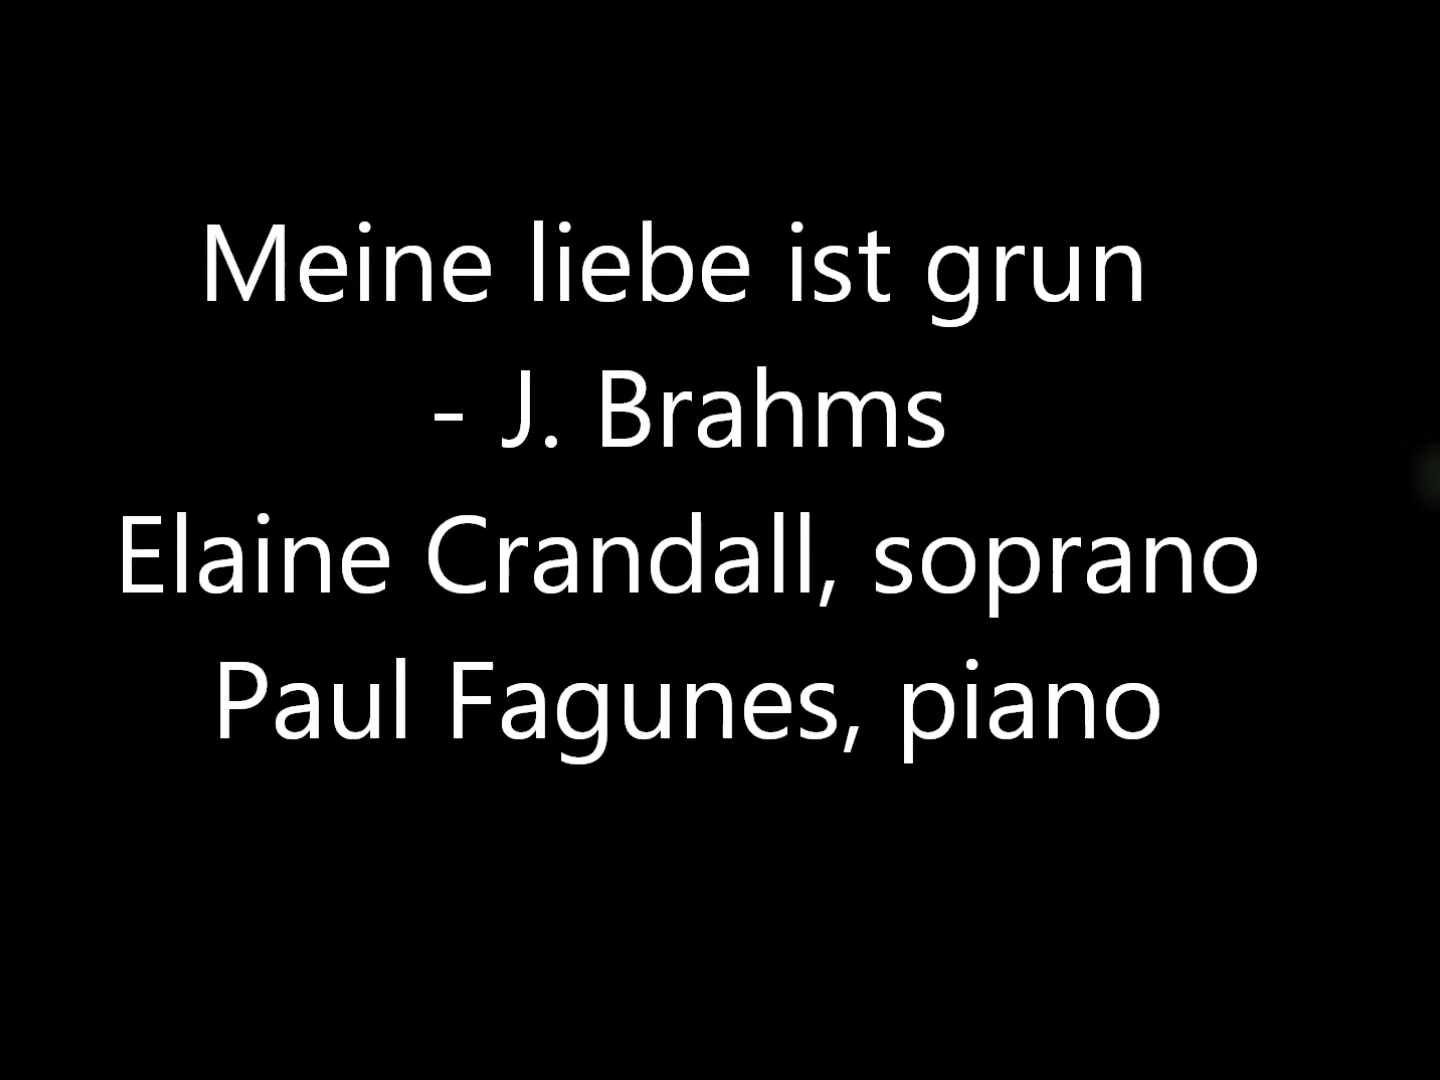 Meine liebe ist grun
- J. Brahms
Elaine Crandall, soprano
Paul Fagunes, piano